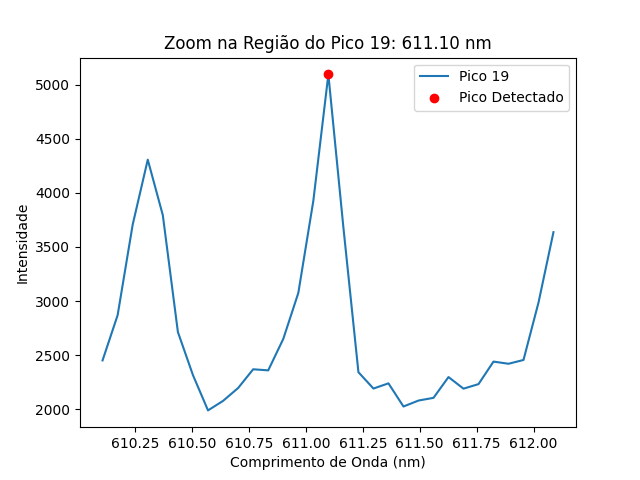 Zoom na Região do Pico 19: 611.10 nm
Pico 19
Pico Detectado
Intensidade
5000
4500
4000
3500
3000
2500
2000
610.25 610.50 610.75 611.00 611.25 611.50 611.75 612.00
Comprimento de Onda (nm)